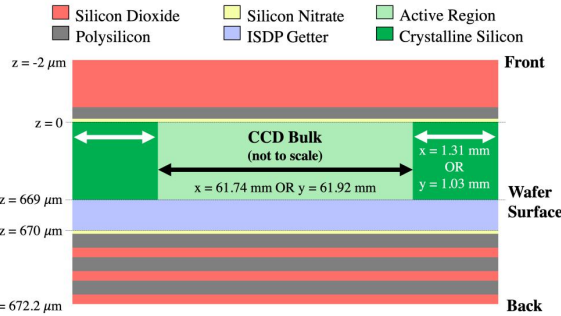 Silicon Dioxide
Silicon Nitrate
Active Region
Polysilicon
ISDP Getter
Crystalline Silicon
z = -2 μm
Front
z = 0
CCD Bulk
(not to scale)
x = 61.74 mm OR y = 61.92 mm
x = 1.31 mm
OR
y = 1.03 mm
z = 669 μm
Wafer
Surface
z = 670 μm
= 672.2 μm
Back